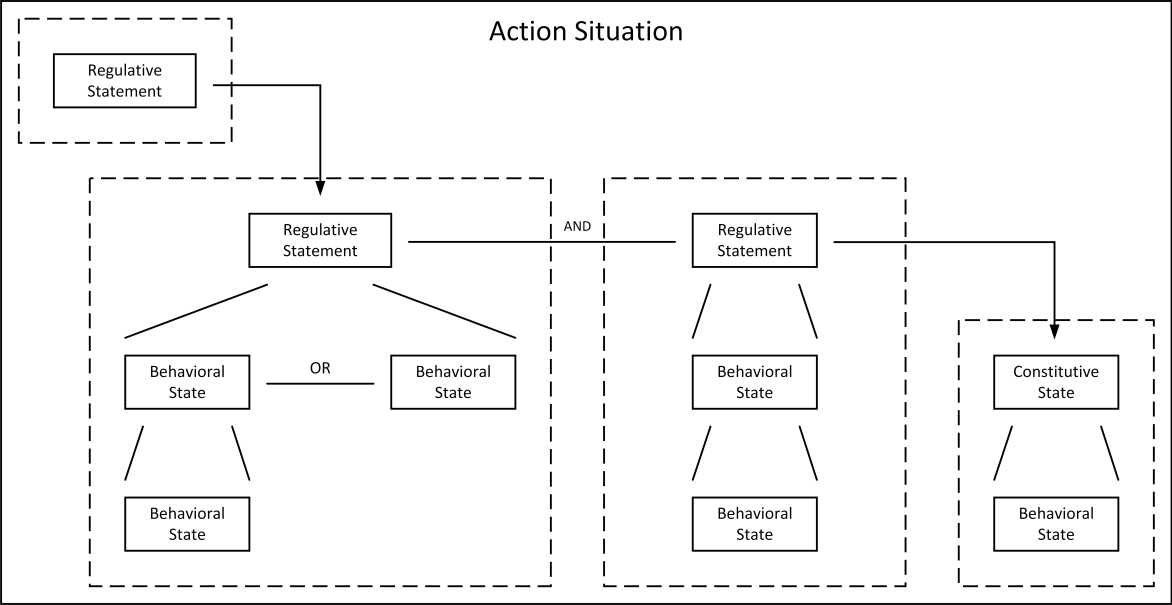 Action Situation
Regulative
Statement
Regulative
Statement
AND
Regulative
Statement
Behavioral
State
OR
Behavioral
State
Behavioral
State
Constitutive
State
Behavioral
State
Behavioral
State
Behavioral
State